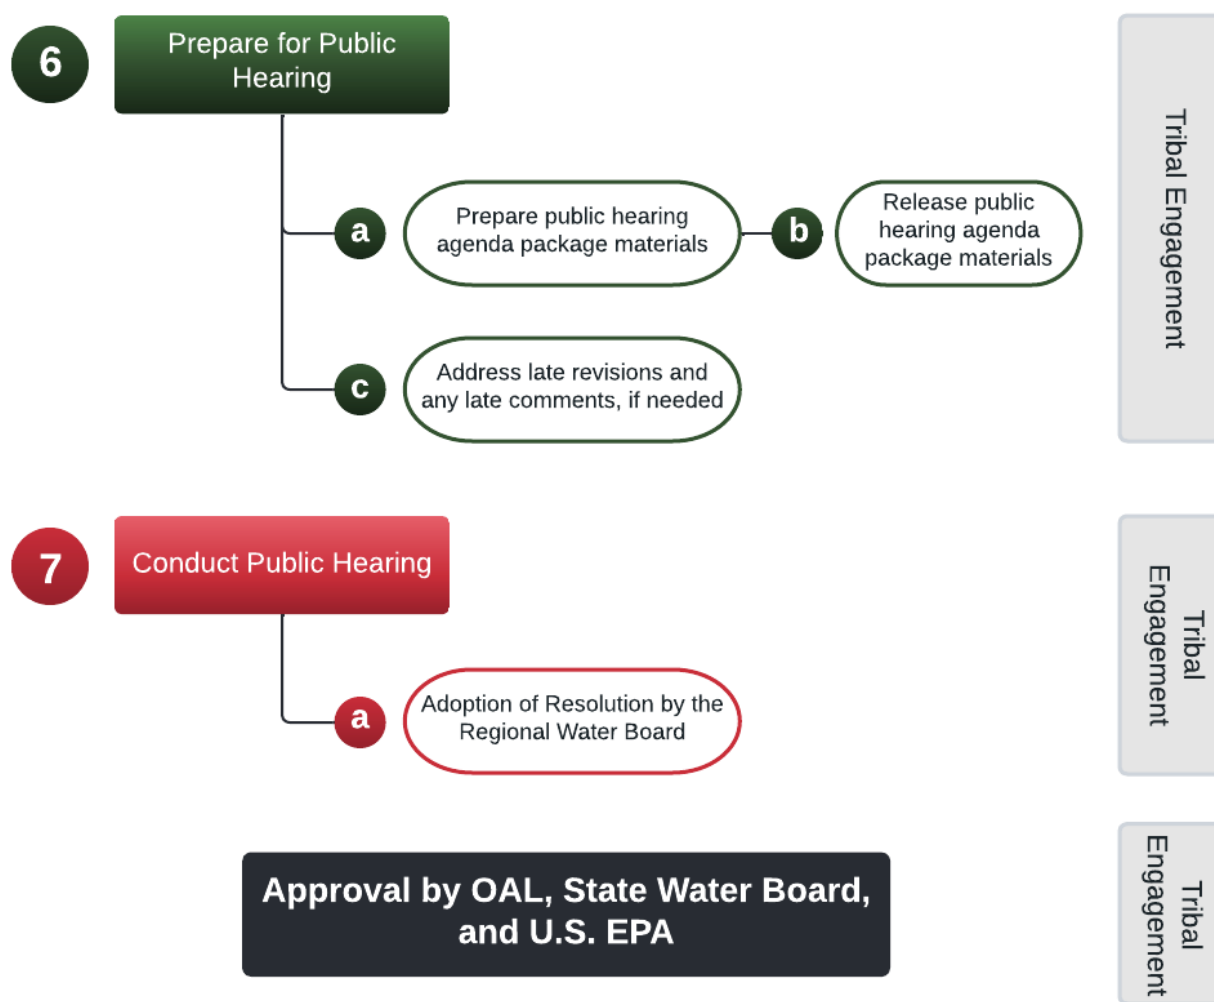 6
Prepare for Public
Hearing
a
Prepare public hearing
agenda package materials
b
Release public
hearing agenda
package materials
c
Address late revisions and
any late comments, if needed
Tribal Engagement
7
Conduct Public Hearing
a
Adoption of Resolution by the
Regional Water Board
Tribal
Engagement
Approval by OAL, State Water Board,
and U.S. EPA
Tribal
Engagement